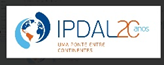 IPDAL 20 anos
UMA PONTE ENTRE
CONTINENTES